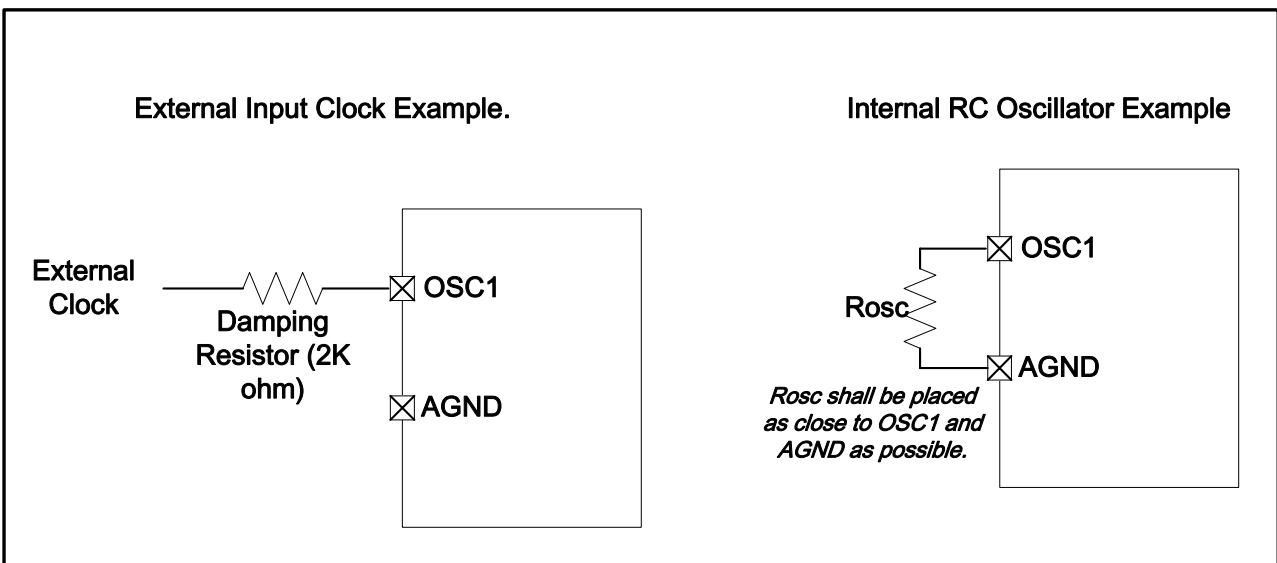 External Input Clock Example.
External
Clock
OSC1
Damping
Resistor (2K
ohm)
AGND
Internal RC Oscillator Example
OSC1
Rosc
AGND
Rosc shall be placed
as close to OSC1 and
AGND as possible.